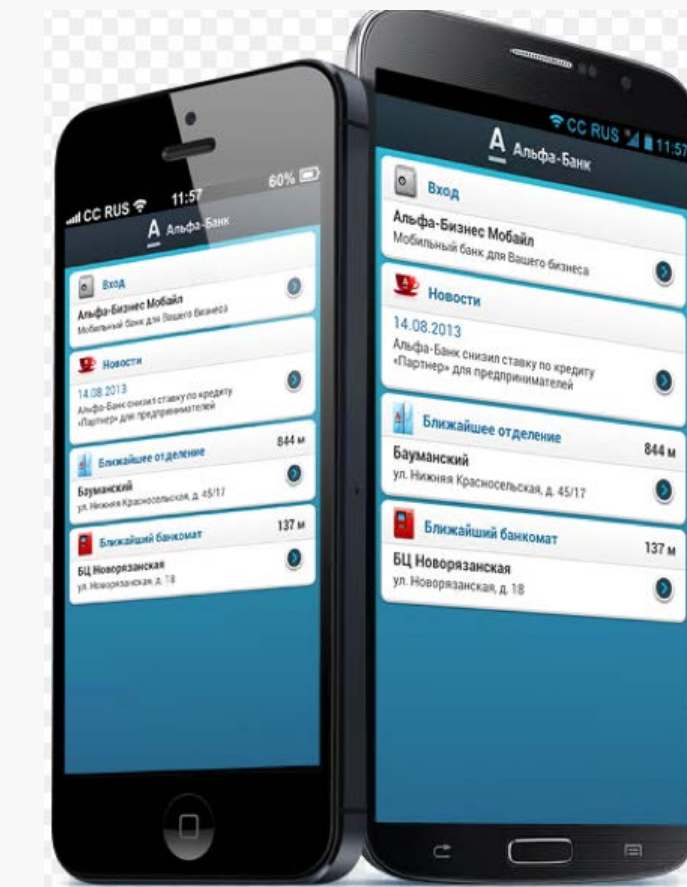 CC RUS 11:57 60%
А Альфа-Банк
Вход
Альфа-Бизнес Мобайл
Мобильный банк для Вашего бизнеса
Новости
14.08.2013
Альфа-Банк снизил ставку по кредиту
«Партнер» для предпринимателей
Ближайшее отделение 844 м
Бауманский
ул. Нижняя Красносельская, д. 45/17
Ближайший банкомат 137 м
БЦ Новорязанская
ул. Новорязанская, д. 18
CC RUS 11:57
А Альфа-Банк
Вход
Альфа-Бизнес Мобайл
Мобильный банк для Вашего бизнеса
Новости
14.08.2013
Альфа-Банк снизил ставку по кредиту
«Партнер» для предпринимателей
Ближайшее отделение 844 м
Бауманский
ул. Нижняя Красносельская, д. 45/17
Ближайший банкомат 137 м
БЦ Новорязанская
ул. Новорязанская, д. 18